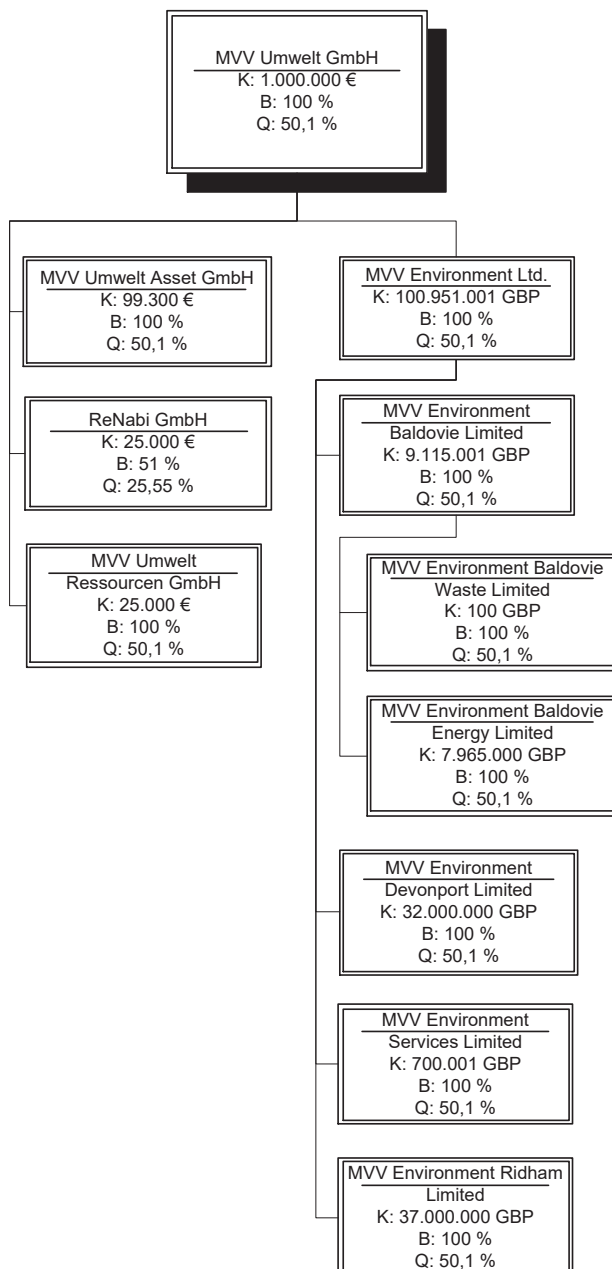 MVV Umwelt GmbH
K: 1.000.000 €
B: 100 %
Q: 50,1 %
MVV Umwelt Asset GmbH
K: 99.300 €
B: 100 %
Q: 50,1 %
ReNabi GmbH
K: 25.000 €
B: 51 %
Q: 25,55 %
MVV Umwelt
Ressourcen GmbH
K: 25.000 €
B: 100 %
Q: 50,1 %
MVV Environment Ltd.
K: 100.951.001 GBP
B: 100 %
Q: 50,1 %
MVV Environment
Baldovie Limited
K: 9.115.001 GBP
B: 100 %
Q: 50,1 %
MVV Environment Baldovie
Waste Limited
K: 100 GBP
B: 100 %
Q: 50,1 %
MVV Environment Baldovie
Energy Limited
K: 7.965.000 GBP
B: 100 %
Q: 50,1 %
MVV Environment
Devonport Limited
K: 32.000.000 GBP
B: 100 %
Q: 50,1 %
MVV Environment
Services Limited
K: 700.001 GBP
B: 100 %
Q: 50,1 %
MVV Environment Ridham
Limited
K: 37.000.000 GBP
B: 100 %
Q: 50,1 %